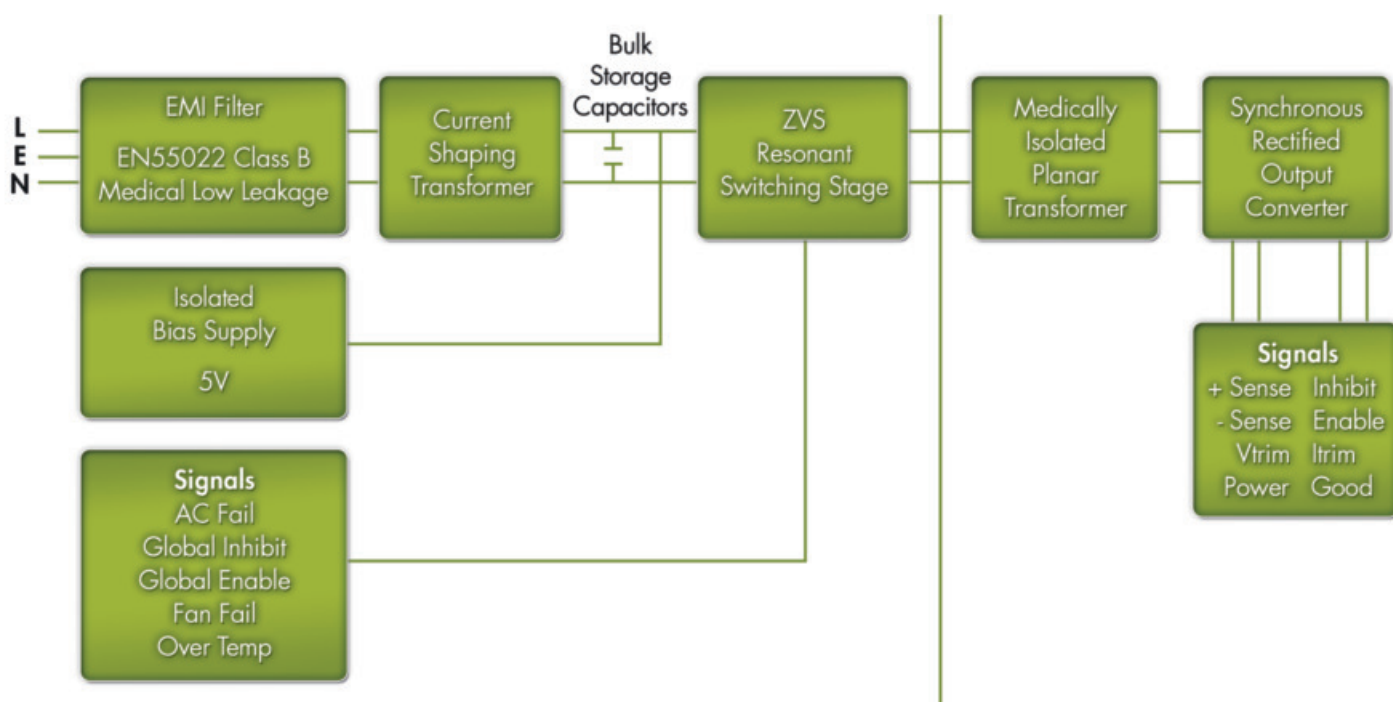 L
E
N
EMI Filter
EN55022 Class B
Medical Low Leakage
Current
Shaping
Transformer
Bulk
Storage
Capacitors
ZVS
Resonant
Switching Stage
Medically
Isolated
Planar
Transformer
Synchronous
Rectified
Output
Converter
Isolated
Bias Supply
5V
Signals
AC Fail
Global Inhibit
Global Enable
Fan Fail
Over Temp
Signals
+ Sense Inhibit
- Sense Enable
Vtrim Itrim
Power Good